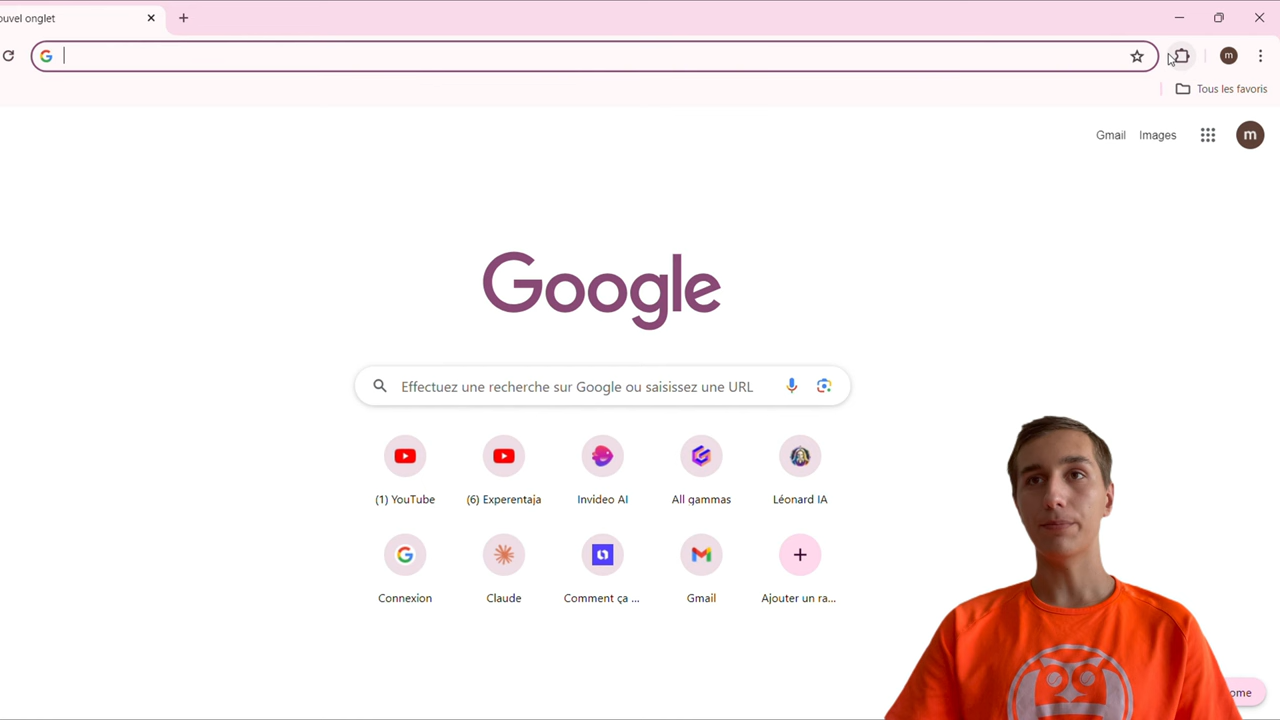 ouvel onglet
m
Tous les favoris
Gmail
Images
m
Google
Effectuez une recherche sur Google ou saisissez une URL
(1) YouTube
(6) Experentaja
Invideo AI
All gammas
Léonard IA
Connexion
Claude
Comment ça ...
Gmail
Ajouter un ra...
ome